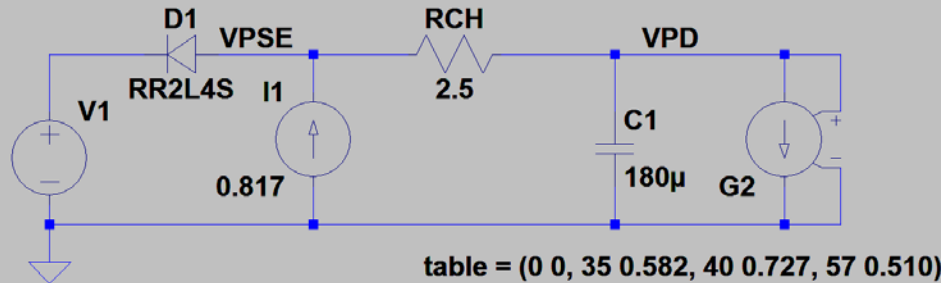 D1
RCH
VPSE
VPD
RR2L4S
I1
2.5
V1
+
C1
+
−
−
0.817
180µ
G2
table = (0 0, 35 0.582, 40 0.727, 57 0.510)